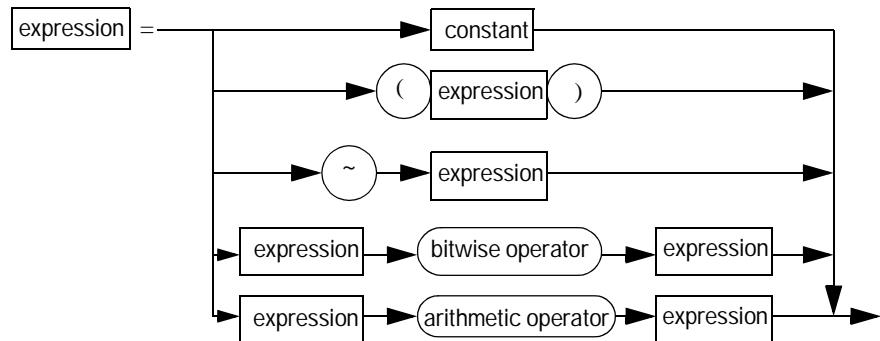 expression = constant
( expression )
~ expression
expression bitwise operator expression
expression arithmetic operator expression